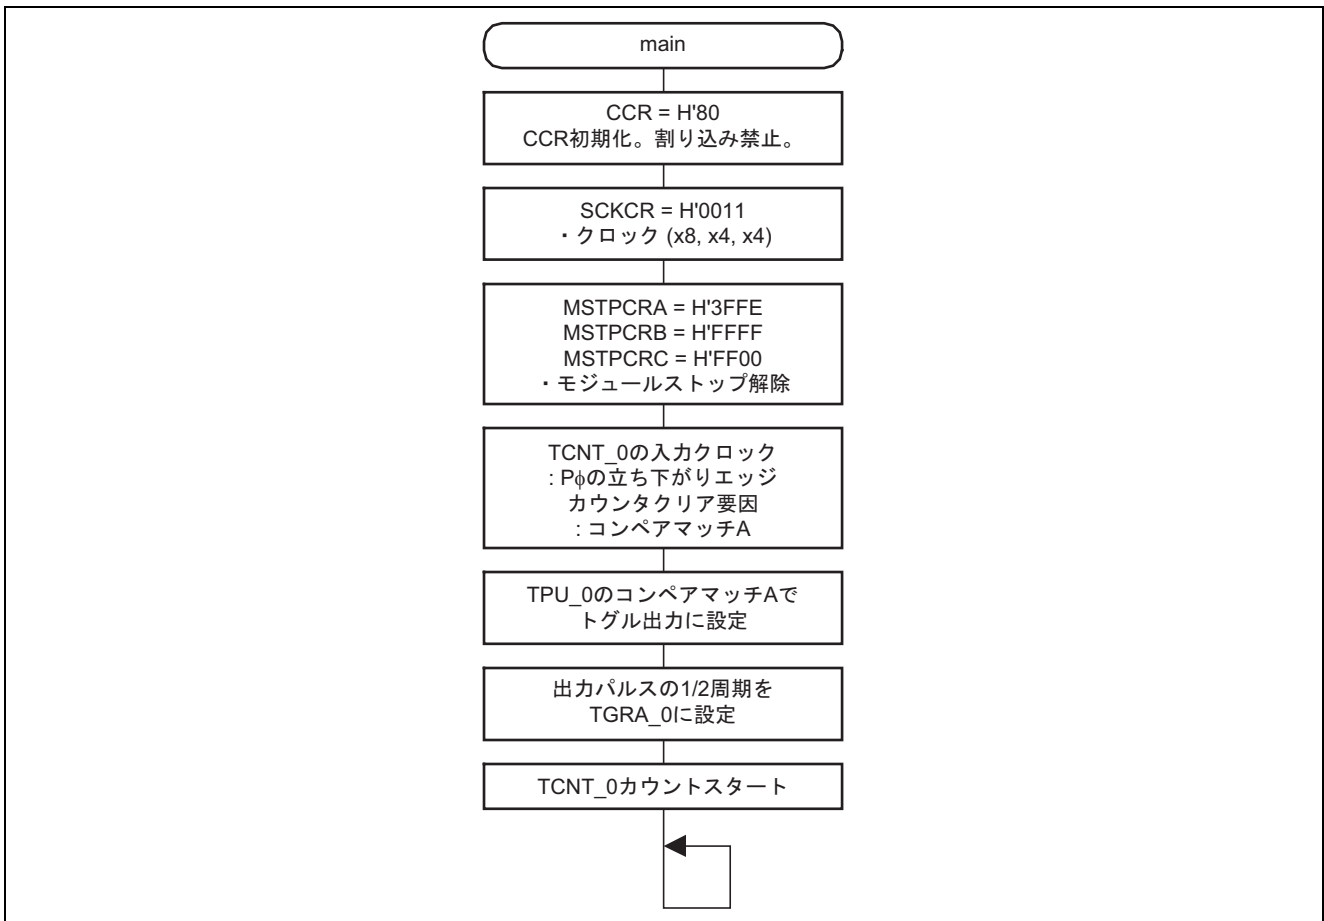 main
CCR = H'80
CCR初期化。割り込み禁止。
SCKCR = H'0011
・クロック (x8, x4, x4)
MSTPCRA = H'3FFE
MSTPCRB = H'FFFF
MSTPCRC = H'FF00
・モジュールストップ解除
TCNT_0の入力クロック
: Pϕの立ち下がりエッジ
カウンタクリア要因
: コンペアマッチA
TPU_0のコンペアマッチAで
トグル出力に設定
出力パルスの1/2周期を
TGRA_0に設定
TCNT_0カウントスタート